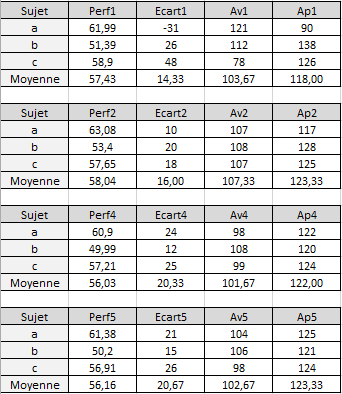 Sujet Perf1 Ecart1 Av1 Ap1
a 61,99 -31 121 90
b 51,39 26 112 138
c 58,9 48 78 126
Moyenne 57,43 14,33 103,67 118,00
Sujet Perf2 Ecart2 Av2 Ap2
a 63,08 10 107 117
b 53,4 20 108 128
c 57,65 18 107 125
Moyenne 58,04 16,00 107,33 123,33
Sujet Perf4 Ecart4 Av4 Ap4
a 60,9 24 98 122
b 49,99 12 108 120
c 57,21 25 99 124
Moyenne 56,03 20,33 101,67 122,00
Sujet Perf5 Ecart5 Av5 Ap5
a 61,38 21 104 125
b 50,2 15 106 121
c 56,91 26 98 124
Moyenne 56,16 20,67 102,67 123,33